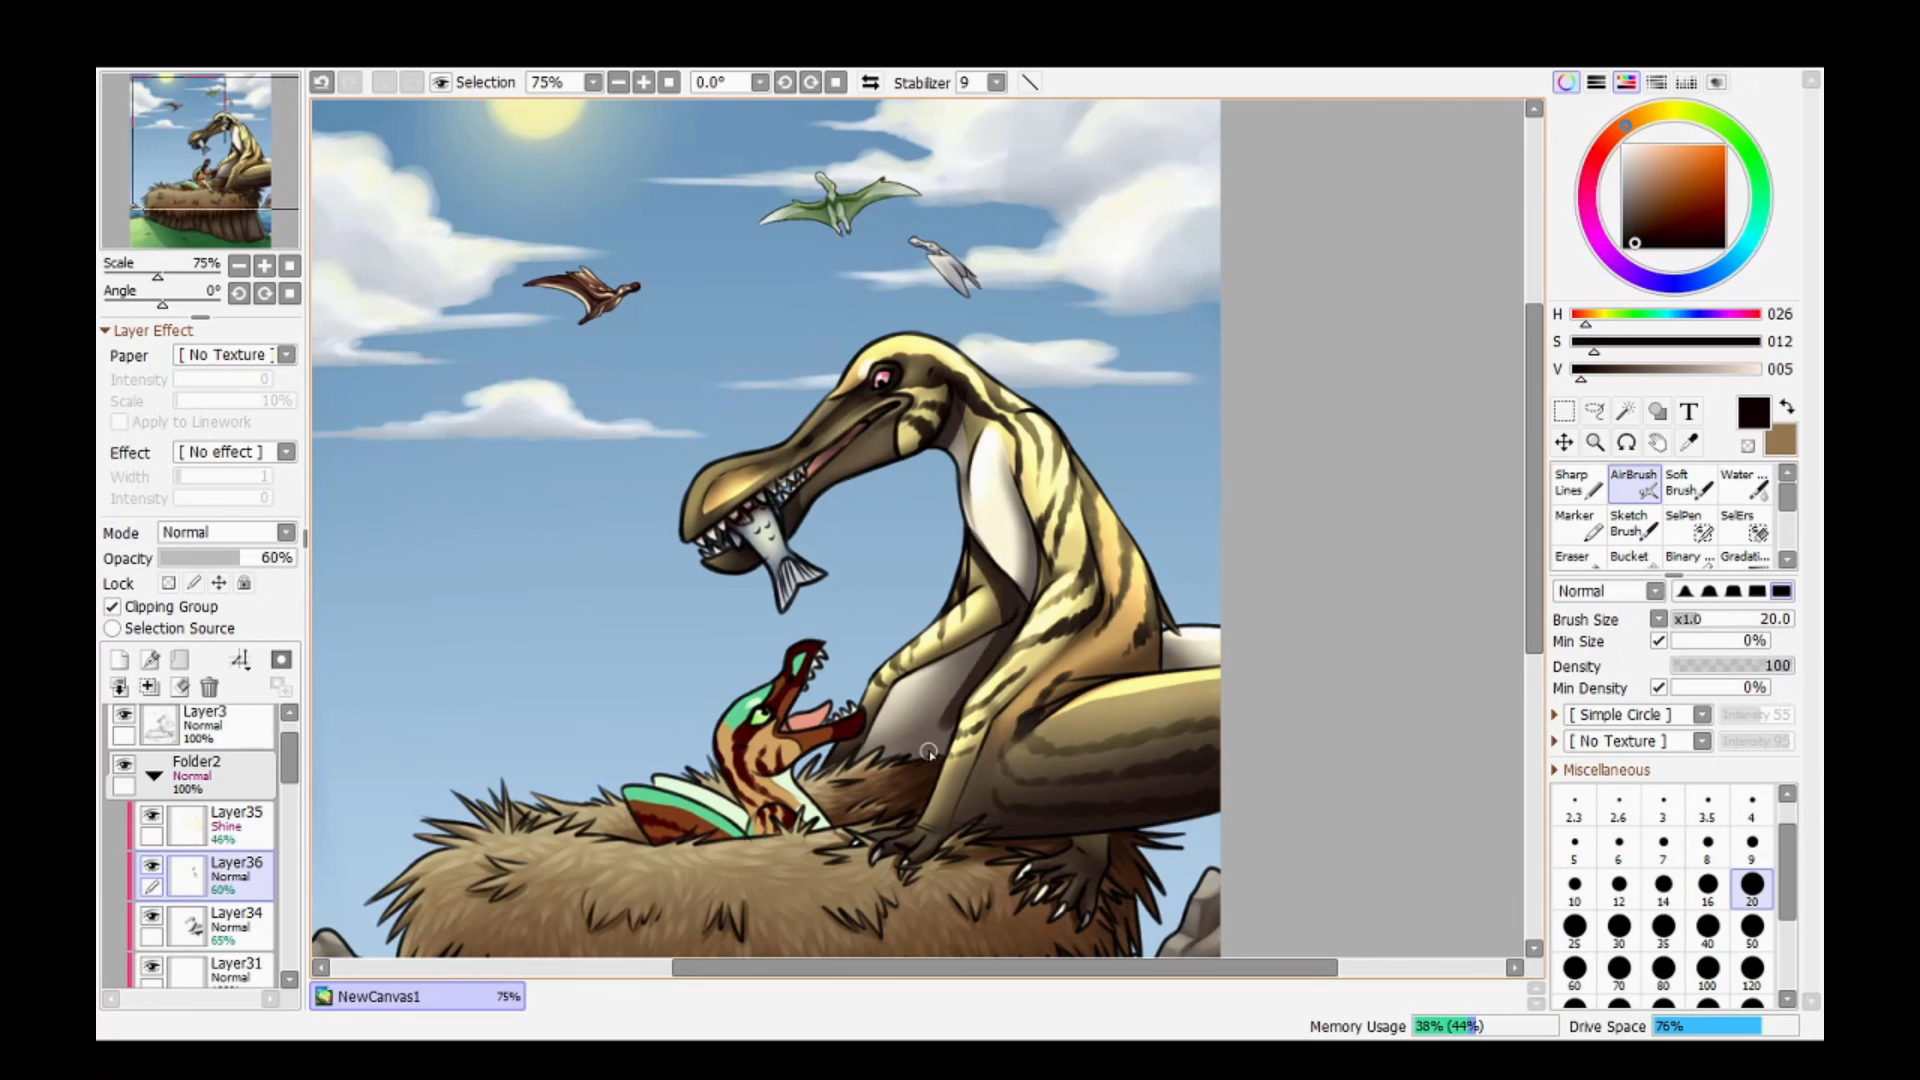 Selection 75% 0.0° Stabilizer 9
Scale 75%
Angle 0°
Layer Effect
Paper [ No Texture ]
Intensity 0
Scale 10%
Apply to Linework
Effect [ No effect ]
Width 1
Intensity 0
Mode Normal
Opacity 60%
Lock
Clipping Group
Selection Source
Layer3
Normal
100%
Folder2
Normal
100%
Layer35
Shine
46%
Layer36
Normal
60%
Layer34
Normal
65%
Layer31
Normal
NewCanvas1 75%
H 026
S 012
V 005
T
Sharp Lines
AirBrush
Soft Brush
Water ...
Marker
Sketch Brush
SelPen
SelErs
Eraser
Bucket
Binary ...
Gradati...
Normal
Brush Size x1.0 20.0
Min Size 0%
Density 100
Min Density 0%
[ Simple Circle ] Intensity 55
[ No Texture ] Intensity 95
Miscellaneous
2.3 2.6 3 3.5 4
5 6 7 8 9
10 12 14 16 20
25 30 35 40 50
60 70 80 100 120
Memory Usage 38% (44%) Drive Space 76%